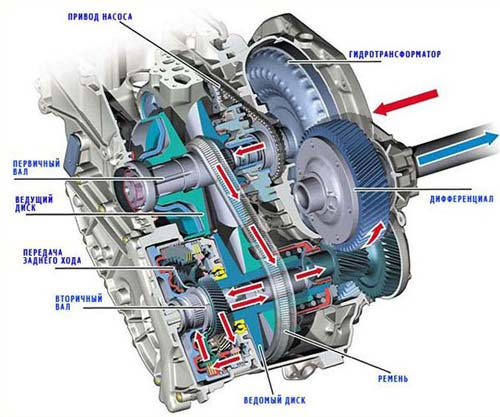 ПРИВОД НАСОСА
ГИДРОТРАНСФОРМАТОР
ПЕРВИЧНЫЙ
ВАЛ
ВЕДУЩИЙ
ДИСК
ДИФФЕРЕНЦИАЛ
ПЕРЕДАЧА
ЗАДНЕГО ХОДА
ВТОРИЧНЫЙ
ВАЛ
ВЕДОМЫЙ ДИСК
РЕМЕНЬ